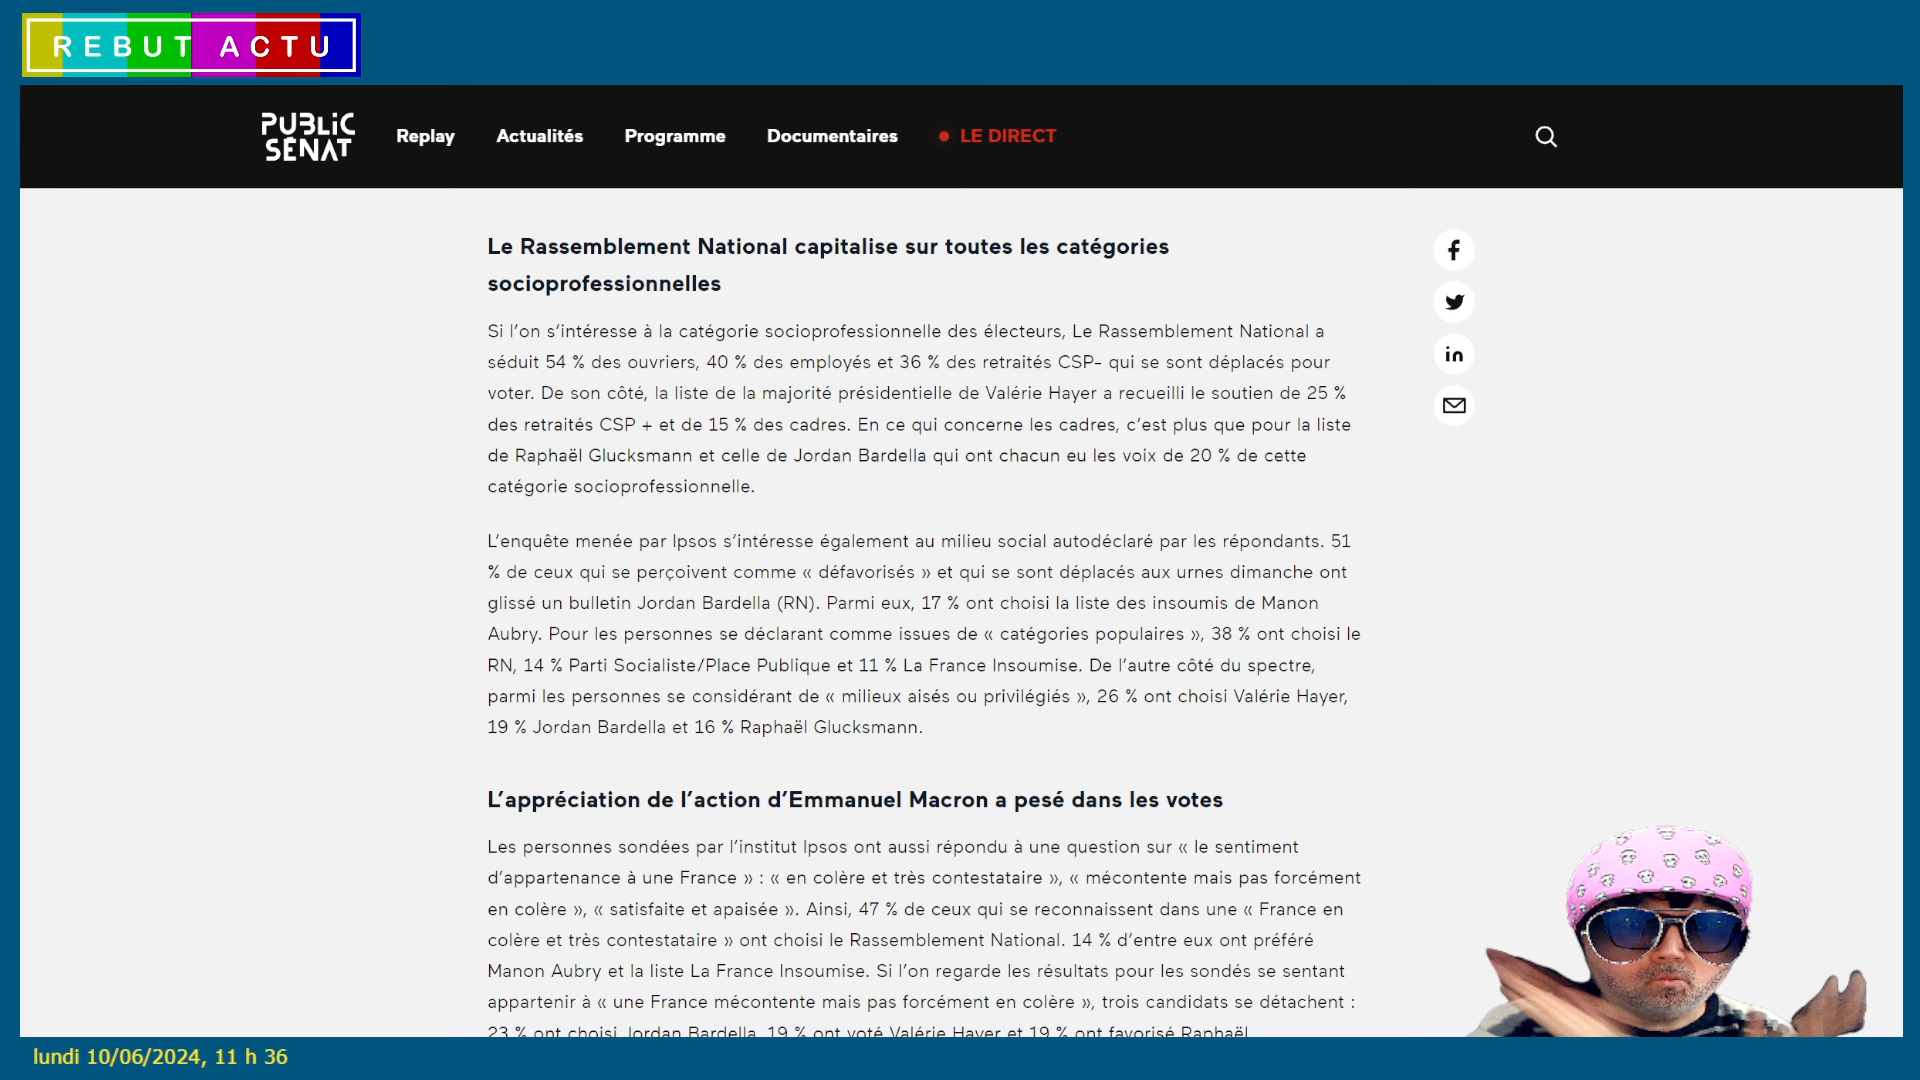 REBUT ACTU
PUBLIC SÉNAT
Replay Actualités Programme Documentaires LE DIRECT
Le Rassemblement National capitalise sur toutes les catégories
socioprofessionnelles
Si l’on s’intéresse à la catégorie socioprofessionnelle des électeurs, Le Rassemblement National a
séduit 54 % des ouvriers, 40 % des employés et 36 % des retraités CSP- qui se sont déplacés pour
voter. De son côté, la liste de la majorité présidentielle de Valérie Hayer a recueilli le soutien de 25 %
des retraités CSP + et de 15 % des cadres. En ce qui concerne les cadres, c’est plus que pour la liste
de Raphaël Glucksmann et celle de Jordan Bardella qui ont chacun eu les voix de 20 % de cette
catégorie socioprofessionnelle.
L’enquête menée par Ipsos s’intéresse également au milieu social autodéclaré par les répondants. 51
% de ceux qui se perçoivent comme « défavorisés » et qui se sont déplacés aux urnes dimanche ont
glissé un bulletin Jordan Bardella (RN). Parmi eux, 17 % ont choisi la liste des insoumis de Manon
Aubry. Pour les personnes se déclarant comme issues de « catégories populaires », 38 % ont choisi le
RN, 14 % Parti Socialiste/Place Publique et 11 % La France Insoumise. De l’autre côté du spectre,
parmi les personnes se considérant de « milieux aisés ou privilégiés », 26 % ont choisi Valérie Hayer,
19 % Jordan Bardella et 16 % Raphaël Glucksmann.
L’appréciation de l’action d’Emmanuel Macron a pesé dans les votes
Les personnes sondées par l’institut Ipsos ont aussi répondu à une question sur « le sentiment
d’appartenance à une France » : « en colère et très contestataire », « mécontente mais pas forcément
en colère », « satisfaite et apaisée ». Ainsi, 47 % de ceux qui se reconnaissent dans une « France en
colère et très contestataire » ont choisi le Rassemblement National. 14 % d’entre eux ont préféré
Manon Aubry et la liste La France Insoumise. Si l’on regarde les résultats pour les sondés se sentant
appartenir à « une France mécontente mais pas forcément en colère », trois candidats se détachent :
23 % ont choisi Jordan Bardella, 19 % ont voté Valérie Hayer et 19 % ont favorisé Raphaël
lundi 10/06/2024, 11 h 36